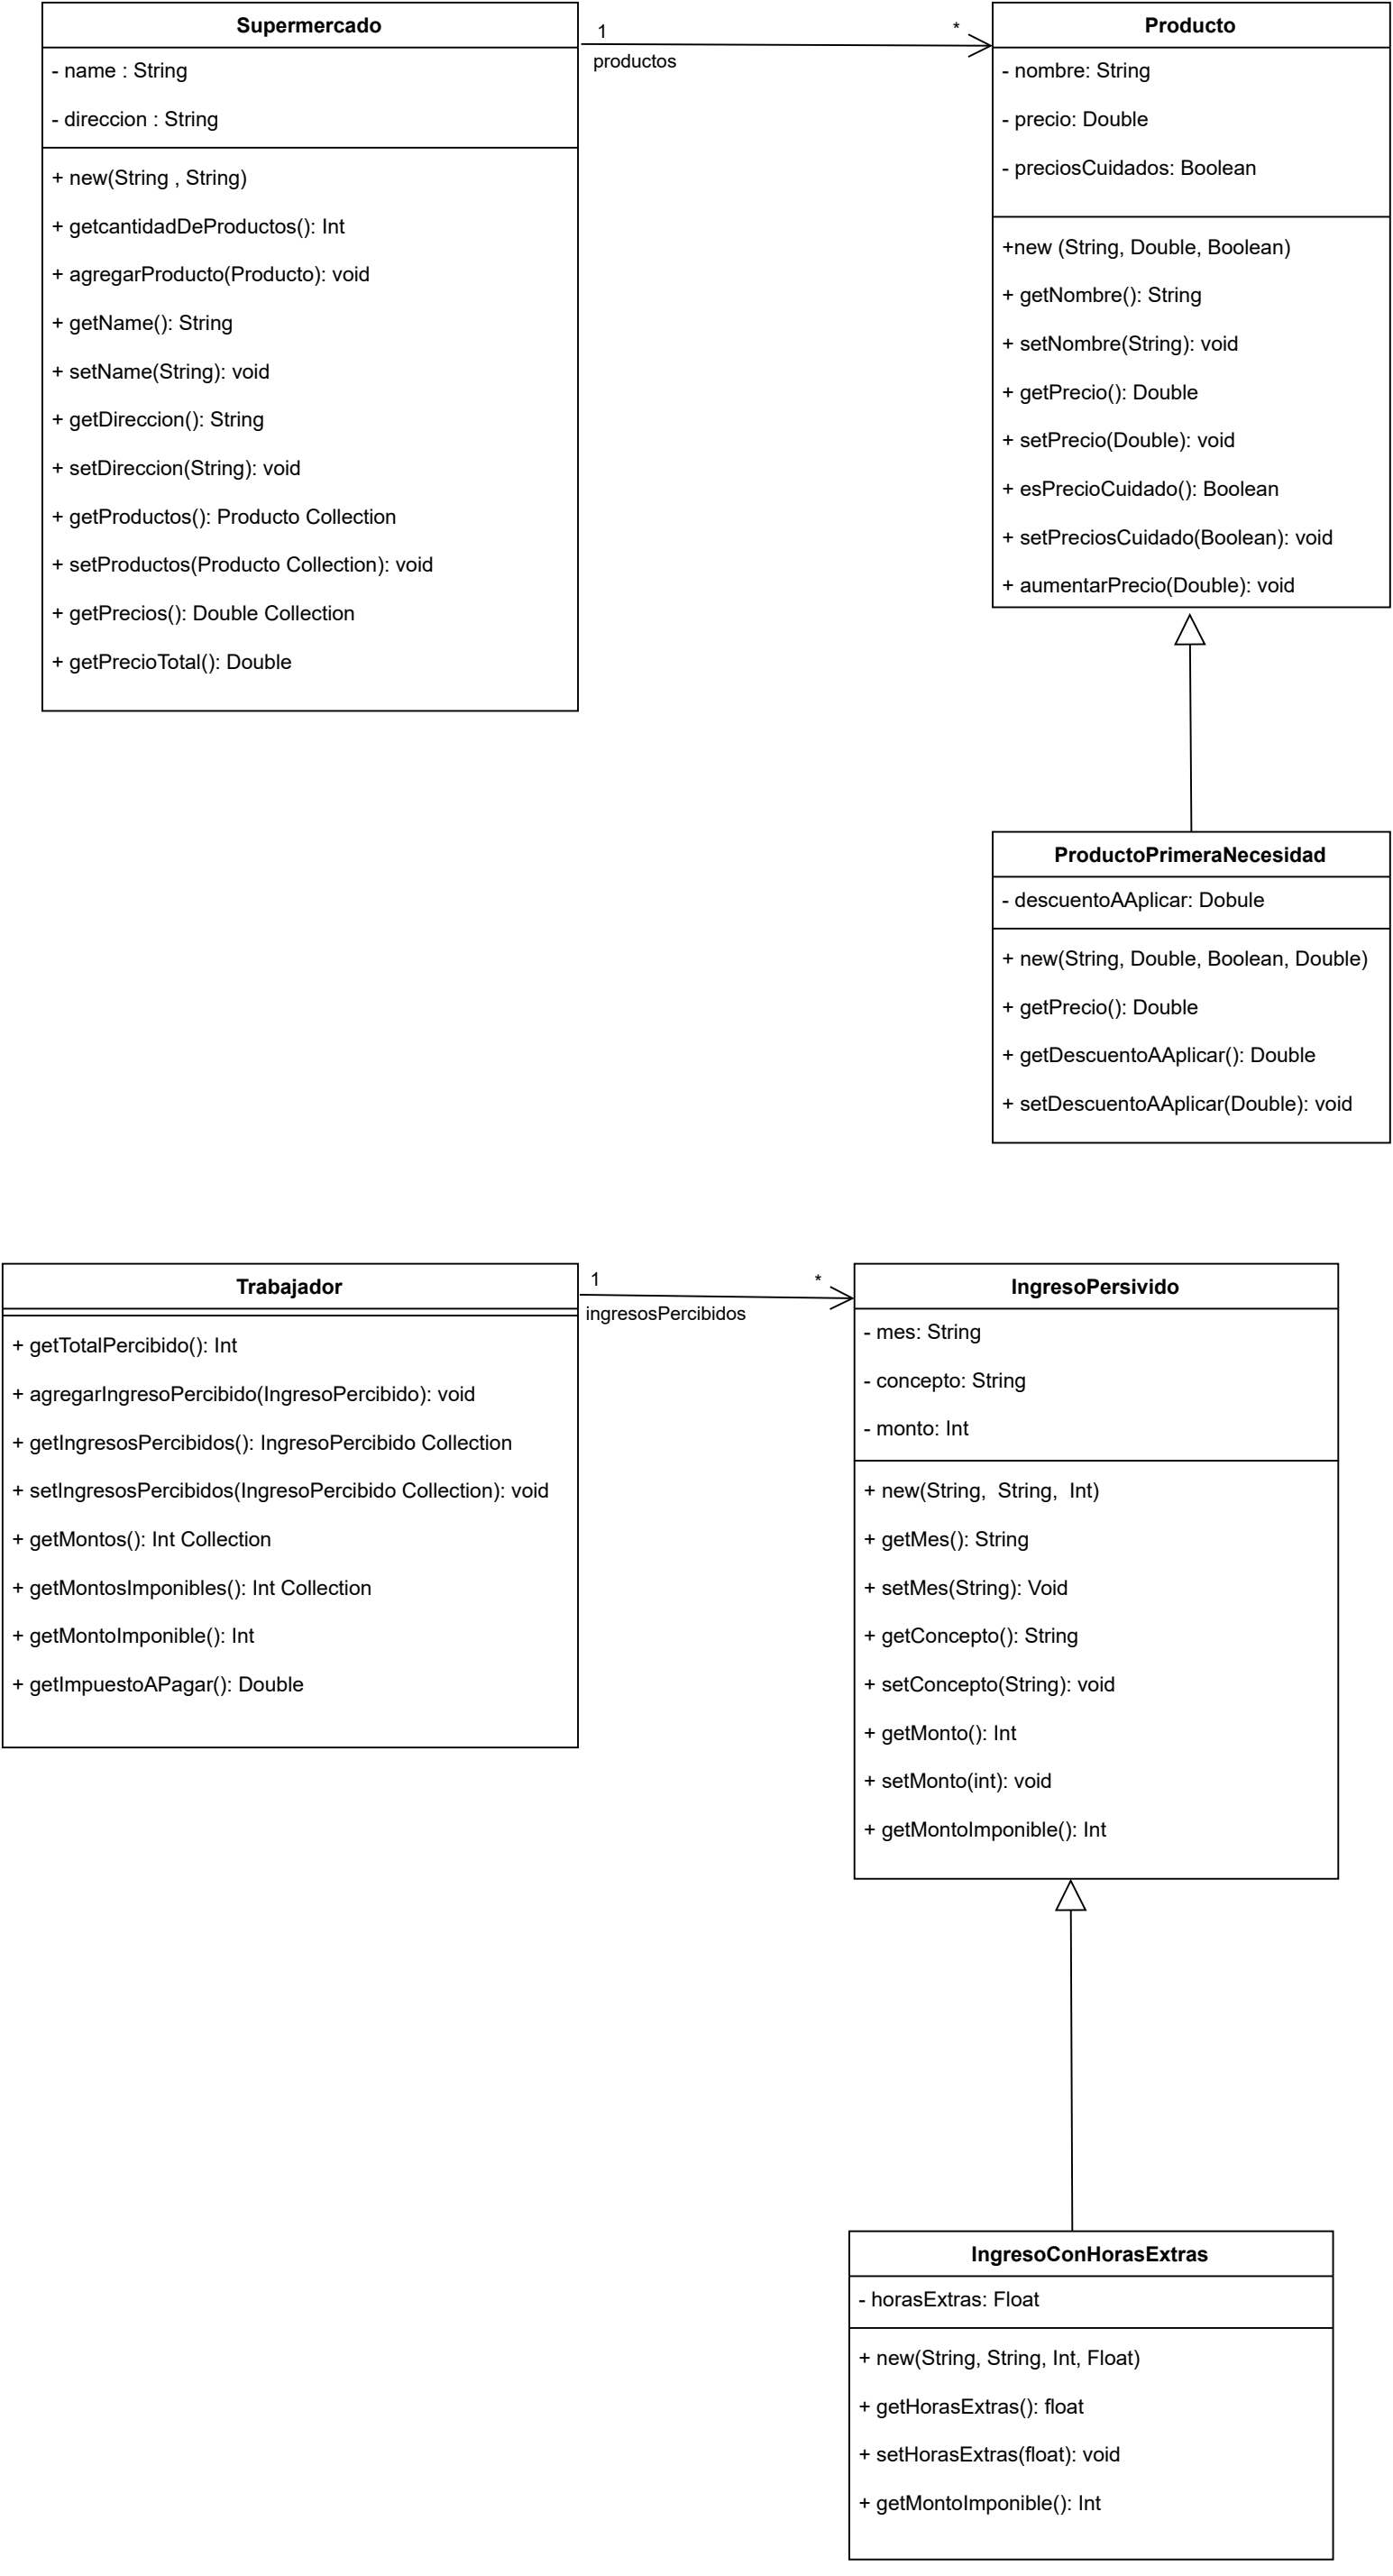 Supermercado
- name : String
- direccion : String
+ new(String , String)
+ getcantidadDeProductos(): Int
+ agregarProducto(Producto): void
+ getName(): String
+ setName(String): void
+ getDireccion(): String
+ setDireccion(String): void
+ getProductos(): Producto Collection
+ setProductos(Producto Collection): void
+ getPrecios(): Double Collection
+ getPrecioTotal(): Double
1
*
productos
Producto
- nombre: String
- precio: Double
- preciosCuidados: Boolean
+new (String, Double, Boolean)
+ getNombre(): String
+ setNombre(String): void
+ getPrecio(): Double
+ setPrecio(Double): void
+ esPrecioCuidado(): Boolean
+ setPreciosCuidado(Boolean): void
+ aumentarPrecio(Double): void
ProductoPrimeraNecesidad
- descuentoAAplicar: Dobule
+ new(String, Double, Boolean, Double)
+ getPrecio(): Double
+ getDescuentoAAplicar(): Double
+ setDescuentoAAplicar(Double): void
Trabajador
+ getTotalPercibido(): Int
+ agregarIngresoPercibido(IngresoPercibido): void
+ getIngresosPercibidos(): IngresoPercibido Collection
+ setIngresosPercibidos(IngresoPercibido Collection): void
+ getMontos(): Int Collection
+ getMontosImponibles(): Int Collection
+ getMontoImponible(): Int
+ getImpuestoAPagar(): Double
1
*
ingresosPercibidos
IngresoPersivido
- mes: String
- concepto: String
- monto: Int
+ new(String,  String,  Int)
+ getMes(): String
+ setMes(String): Void
+ getConcepto(): String
+ setConcepto(String): void
+ getMonto(): Int
+ setMonto(int): void
+ getMontoImponible(): Int
IngresoConHorasExtras
- horasExtras: Float
+ new(String, String, Int, Float)
+ getHorasExtras(): float
+ setHorasExtras(float): void
+ getMontoImponible(): Int